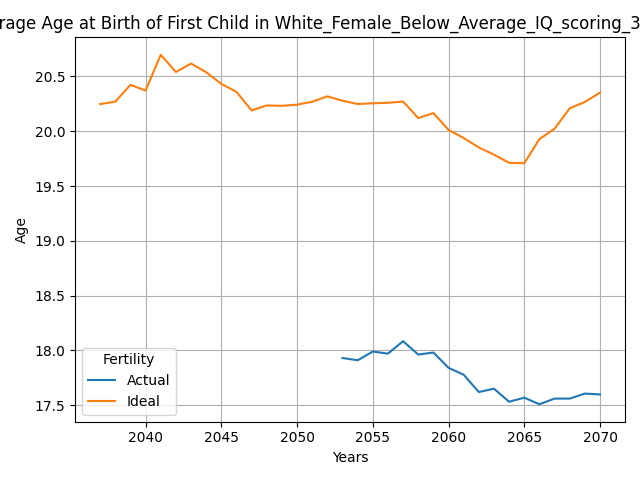 rage Age at Birth of First Child in White_Female_Below_Average_IQ_scoring_3
20.5
20.0
19.5
19.0
18.5
18.0
17.5
Age
Fertility
Actual
Ideal
2040 2045 2050 2055 2060 2065 2070
Years